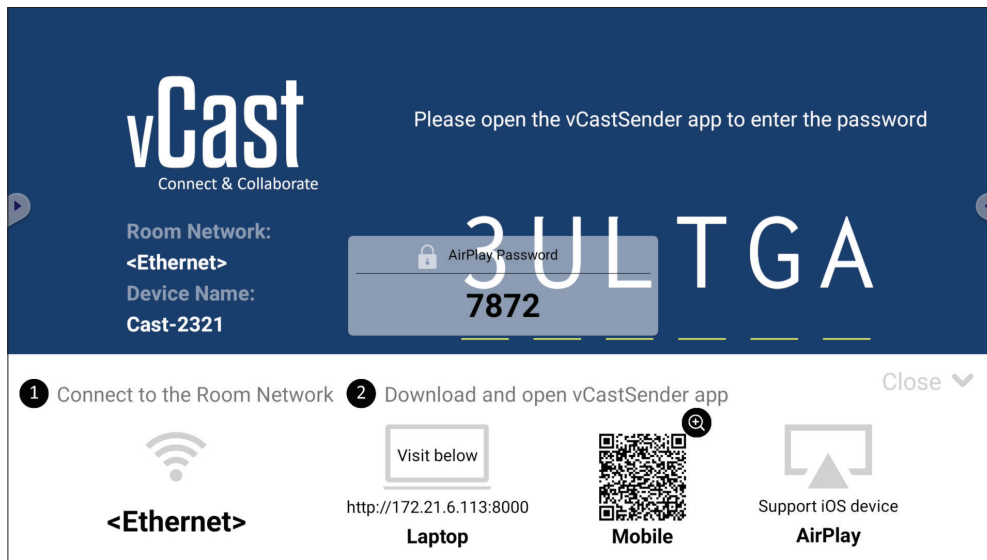 vCast
Connect & Collaborate
Please open the vCastSender app to enter the password
Room Network:
<Ethernet>
Device Name:
Cast-2321
3ULTGA
AirPlay Password
7872
1 Connect to the Room Network
2 Download and open vCastSender app
Close
<Ethernet>
Visit below
http://172.21.6.113:8000
Laptop
Mobile
Support iOS device
AirPlay